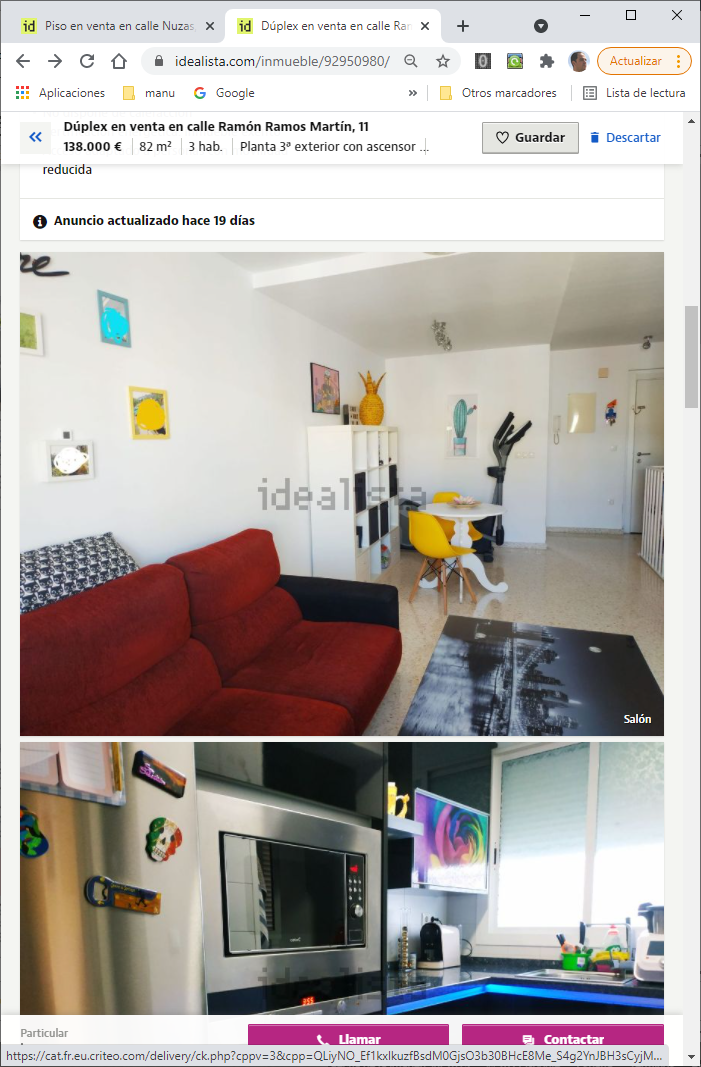 Piso en venta en calle Nuzas
Dúplex en venta en calle Ram
idealista.com/inmueble/92950980/
Actualizar
Aplicaciones
manu
Google
»
Otros marcadores
Lista de lectura
Dúplex en venta en calle Ramón Ramos Martín, 11
138.000 € 82 m² 3 hab. Planta 3ª exterior con ascensor ...
Guardar
Descartar
reducida
Anuncio actualizado hace 19 días
idealista
Salón
idealista
Particular
Llamar
Contactar
https://cat.fr.eu.criteo.com/delivery/ck.php?cppv=3&cpp=QLiyNO_Ef1kxIkuzfBsdM0GjsO3b30BHcE8Me_S4g2YnJBH3sCyjM...